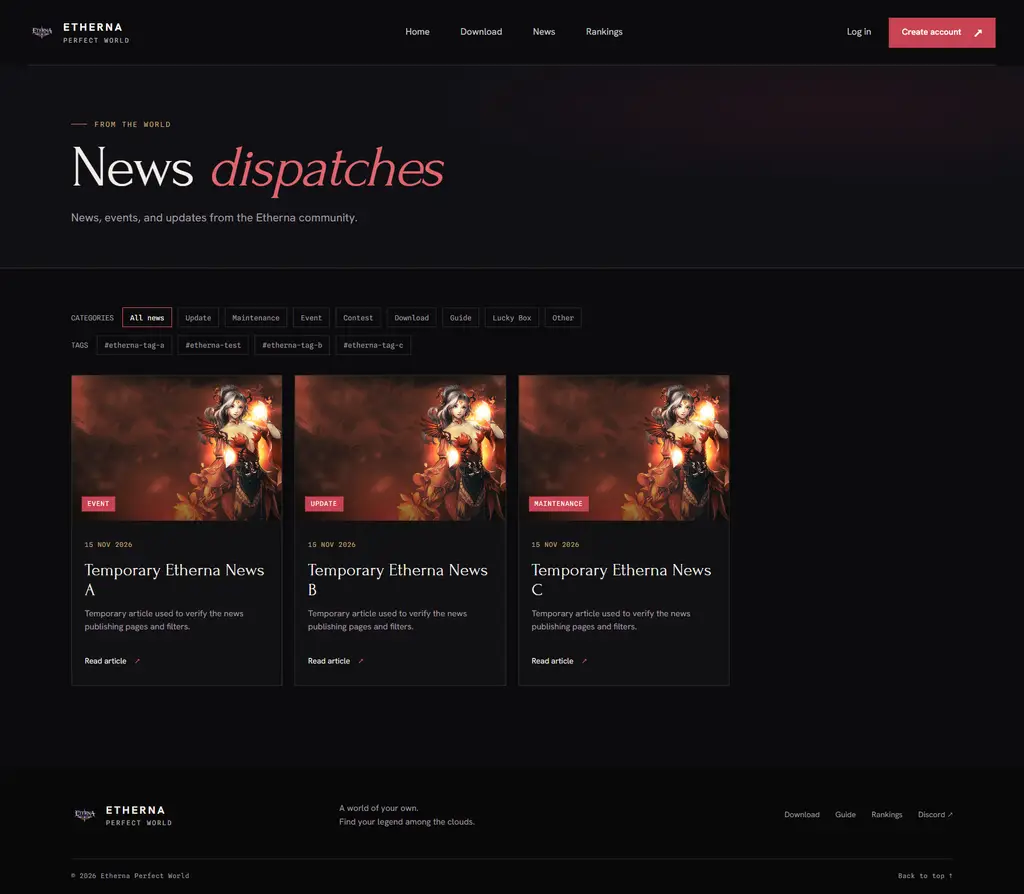 Etherna
ETHERNA
PERFECT WORLD
Home
Download
News
Rankings
Log in
Create account ↗
FROM THE WORLD
News dispatches
News, events, and updates from the Etherna community.
CATEGORIES
All news
Update
Maintenance
Event
Contest
Download
Guide
Lucky Box
Other
TAGS
#etherna-tag-a
#etherna-test
#etherna-tag-b
#etherna-tag-c
EVENT
15 NOV 2026
Temporary Etherna News
A
Temporary article used to verify the news
publishing pages and filters.
Read article ↗
UPDATE
15 NOV 2026
Temporary Etherna News
B
Temporary article used to verify the news
publishing pages and filters.
Read article ↗
MAINTENANCE
15 NOV 2026
Temporary Etherna News
C
Temporary article used to verify the news
publishing pages and filters.
Read article ↗
Etherna
ETHERNA
PERFECT WORLD
A world of your own.
Find your legend among the clouds.
Download
Guide
Rankings
Discord ↗
© 2026 Etherna Perfect World
Back to top ↑